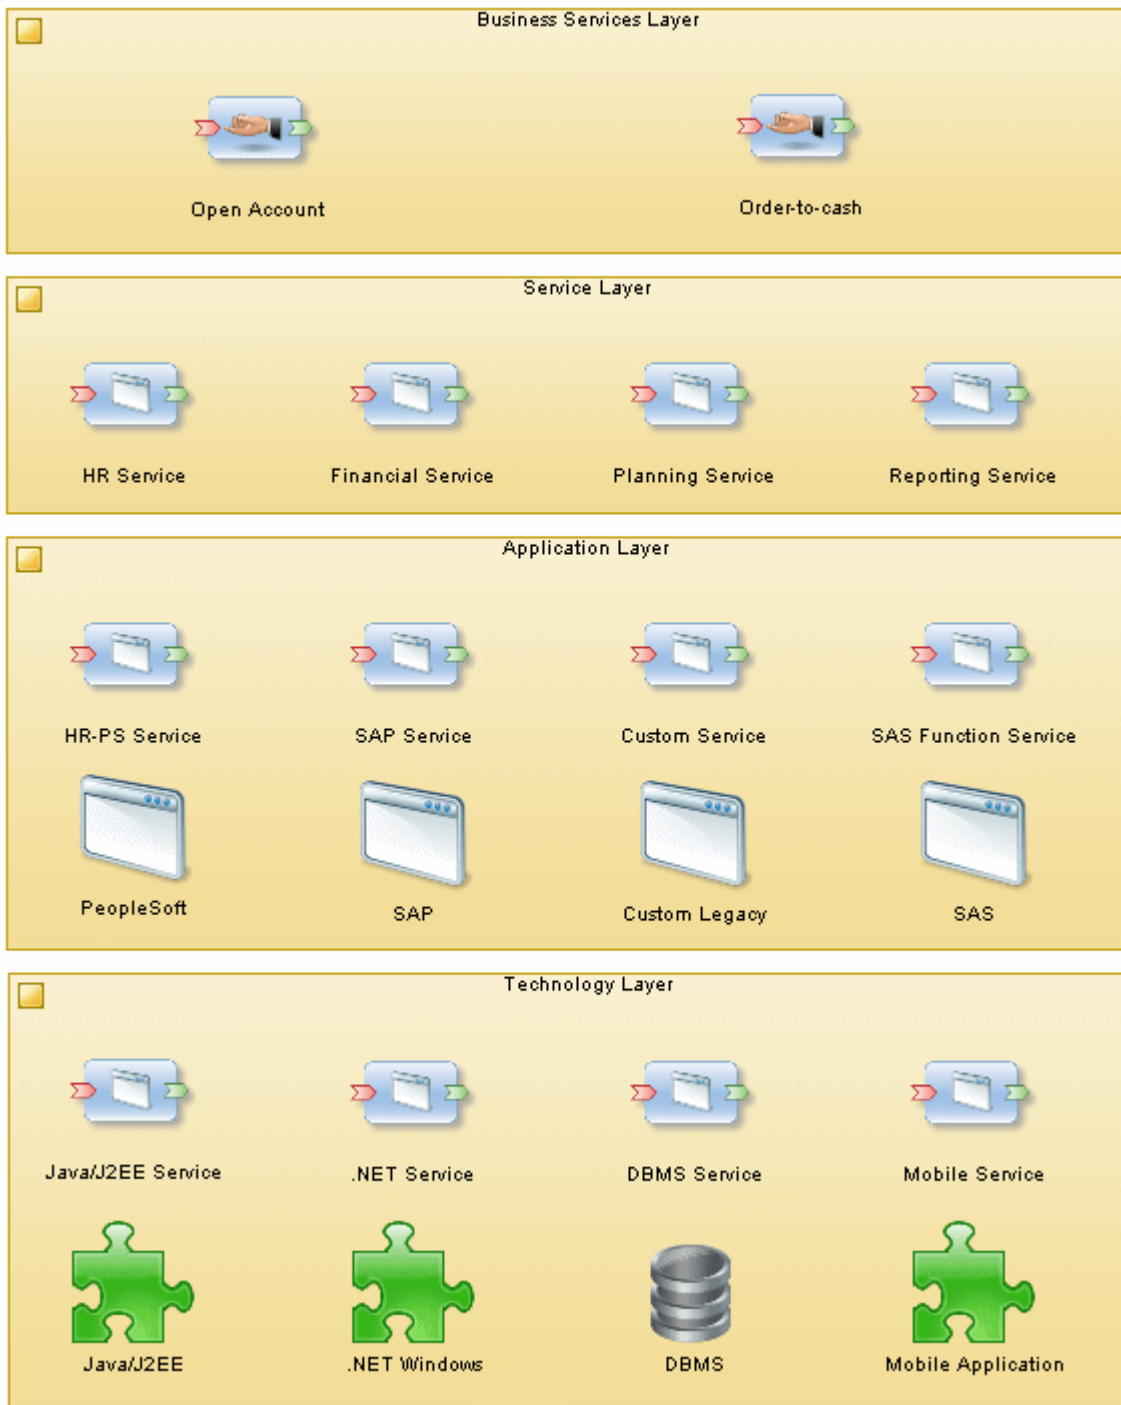 Business Services Layer
Open Account
Order-to-cash
Service Layer
HR Service
Financial Service
Planning Service
Reporting Service
Application Layer
HR-PS Service
SAP Service
Custom Service
SAS Function Service
PeopleSoft
SAP
Custom Legacy
SAS
Technology Layer
Java/J2EE Service
.NET Service
DBMS Service
Mobile Service
Java/J2EE
.NET Windows
DBMS
Mobile Application